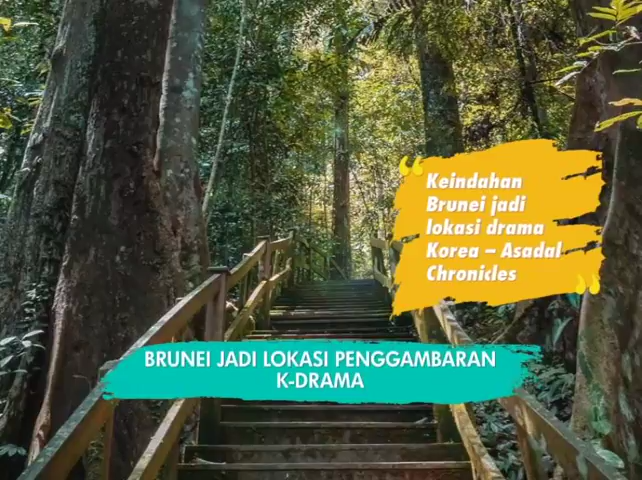 “Keindahan
Brunei jadi
lokasi drama
Korea – Asadal
Chronicles”
BRUNEI JADI LOKASI PENGGAMBARAN
K-DRAMA